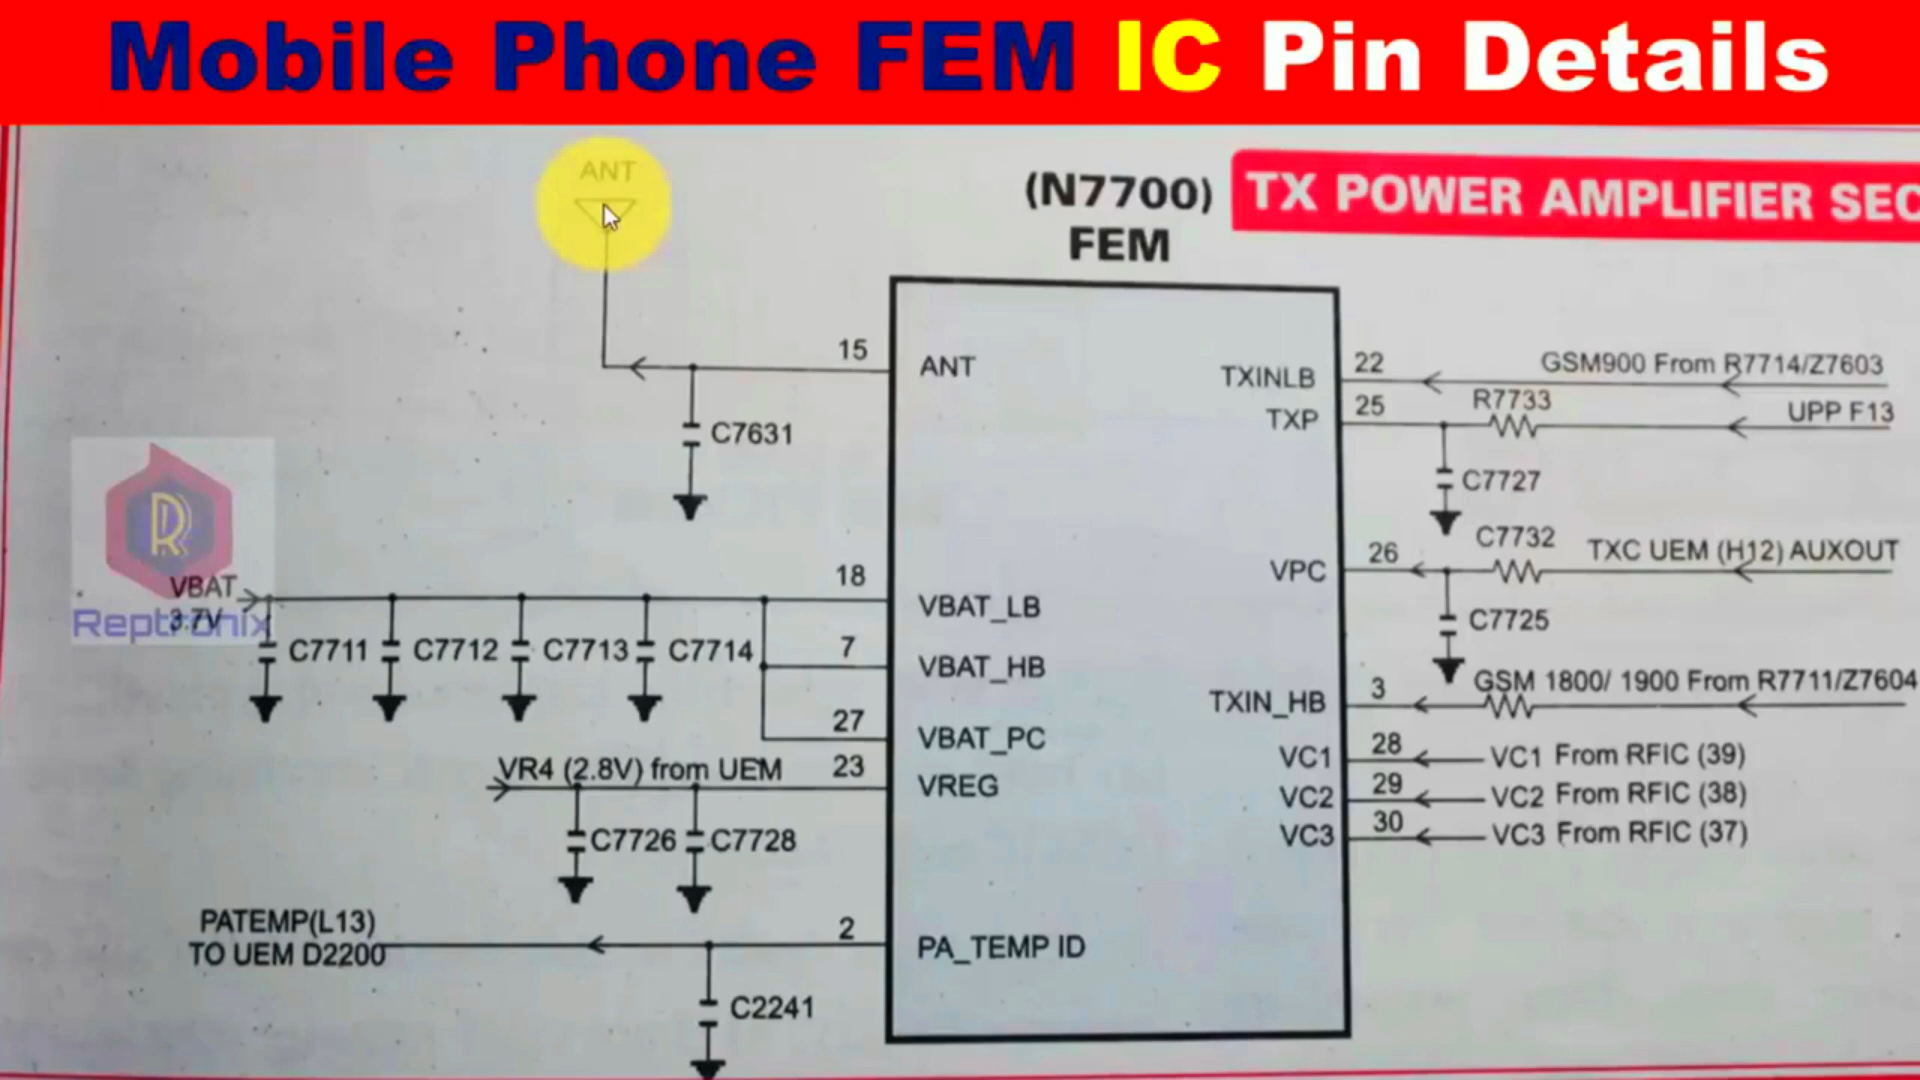 Mobile Phone FEM IC Pin Details
ANT
(N7700)
FEM
TX POWER AMPLIFIER SEC
15
ANT
C7631
TXINLB
22
GSM900 From R7714/Z7603
TXP
25
R7733
UPP F13
C7727
VPC
26
C7732
TXC UEM (H12) AUXOUT
C7725
VBAT
3.7V
Reptronix
18
VBAT_LB
C7711
C7712
C7713
C7714
7
VBAT_HB
27
VBAT_PC
TXIN_HB
3
GSM 1800/ 1900 From R7711/Z7604
VC1
28
VC1 From RFIC (39)
VC2
29
VC2 From RFIC (38)
VC3
30
VC3 From RFIC (37)
VR4 (2.8V) from UEM
23
VREG
C7726
C7728
PATEMP(L13)
TO UEM D2200
2
PA_TEMP ID
C2241